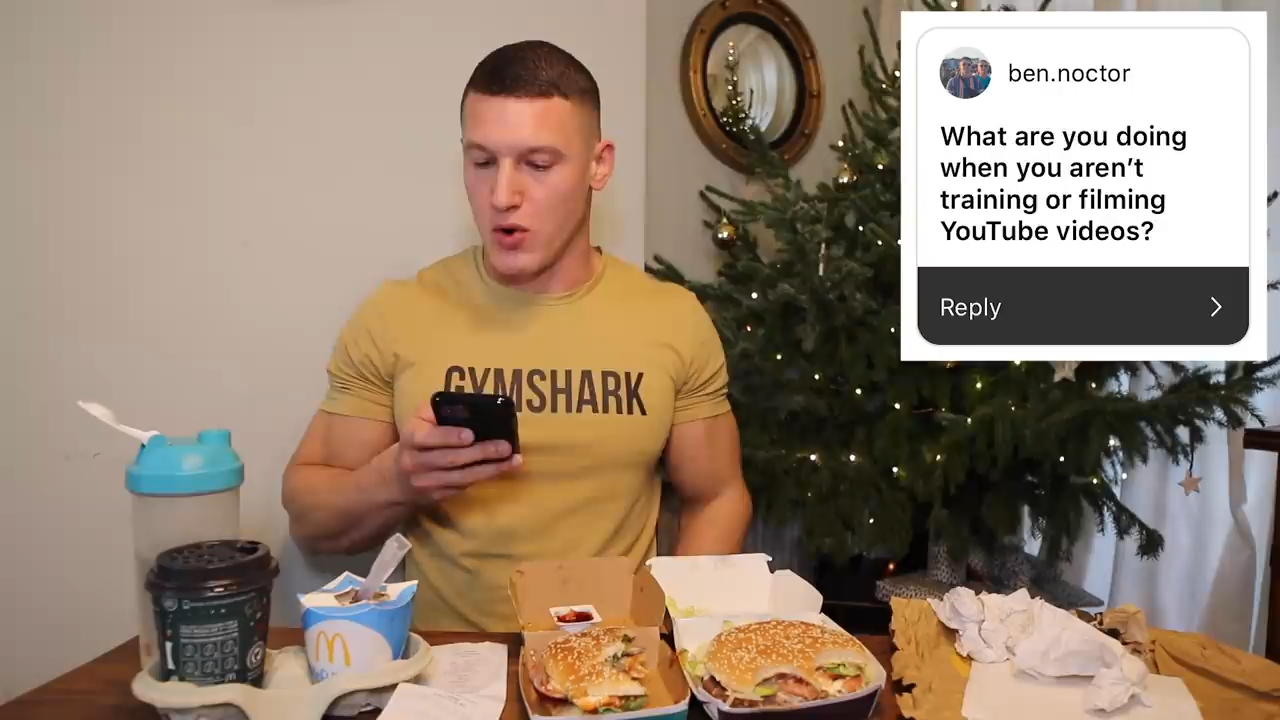 ben.noctor
What are you doing
when you aren't
training or filming
YouTube videos?
Reply
GYMSHARK